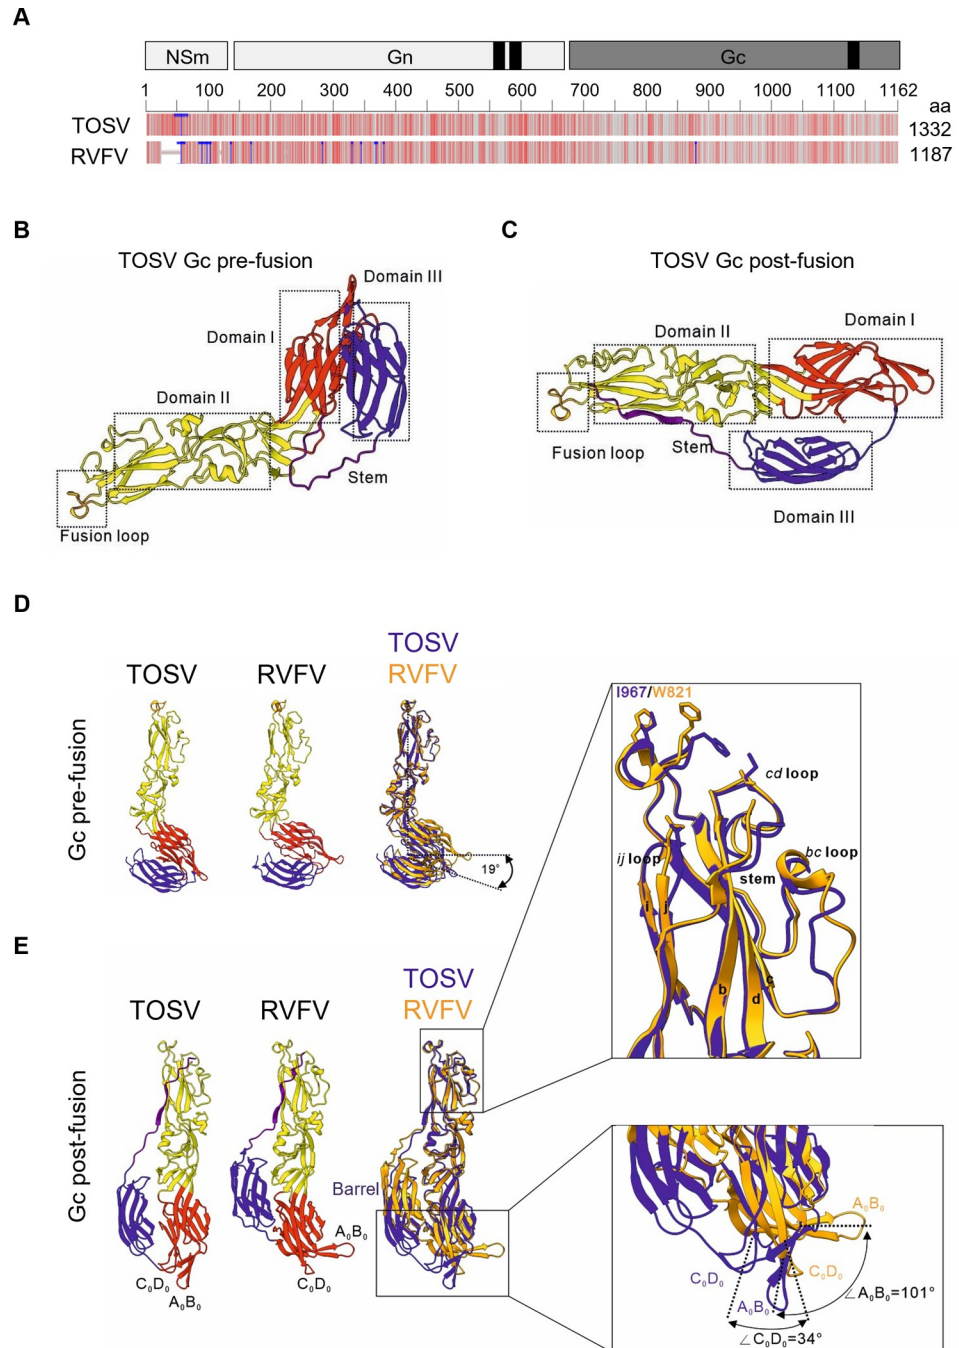 A
NSm Gn Gc
1 100 200 300 400 500 600 700 800 900 1000 1100 1162
aa
TOSV 1332
RVFV 1187
B
TOSV Gc pre-fusion
Domain III
Domain I
Domain II
Stem
Fusion loop
C
TOSV Gc post-fusion
Domain I
Domain II
Fusion loop
Stem
Domain III
D
Gc pre-fusion
TOSV
RVFV
TOSV
RVFV
19°
I967/W821
cd loop
ij loop
bc loop
stem
i j
b c
d
E
Gc post-fusion
TOSV
RVFV
TOSV
RVFV
Barrel
A₀B₀
C₀D₀
A₀B₀
C₀D₀
A₀B₀
C₀D₀
C₀D₀
A₀B₀
∠A₀B₀=101°
∠C₀D₀=34°